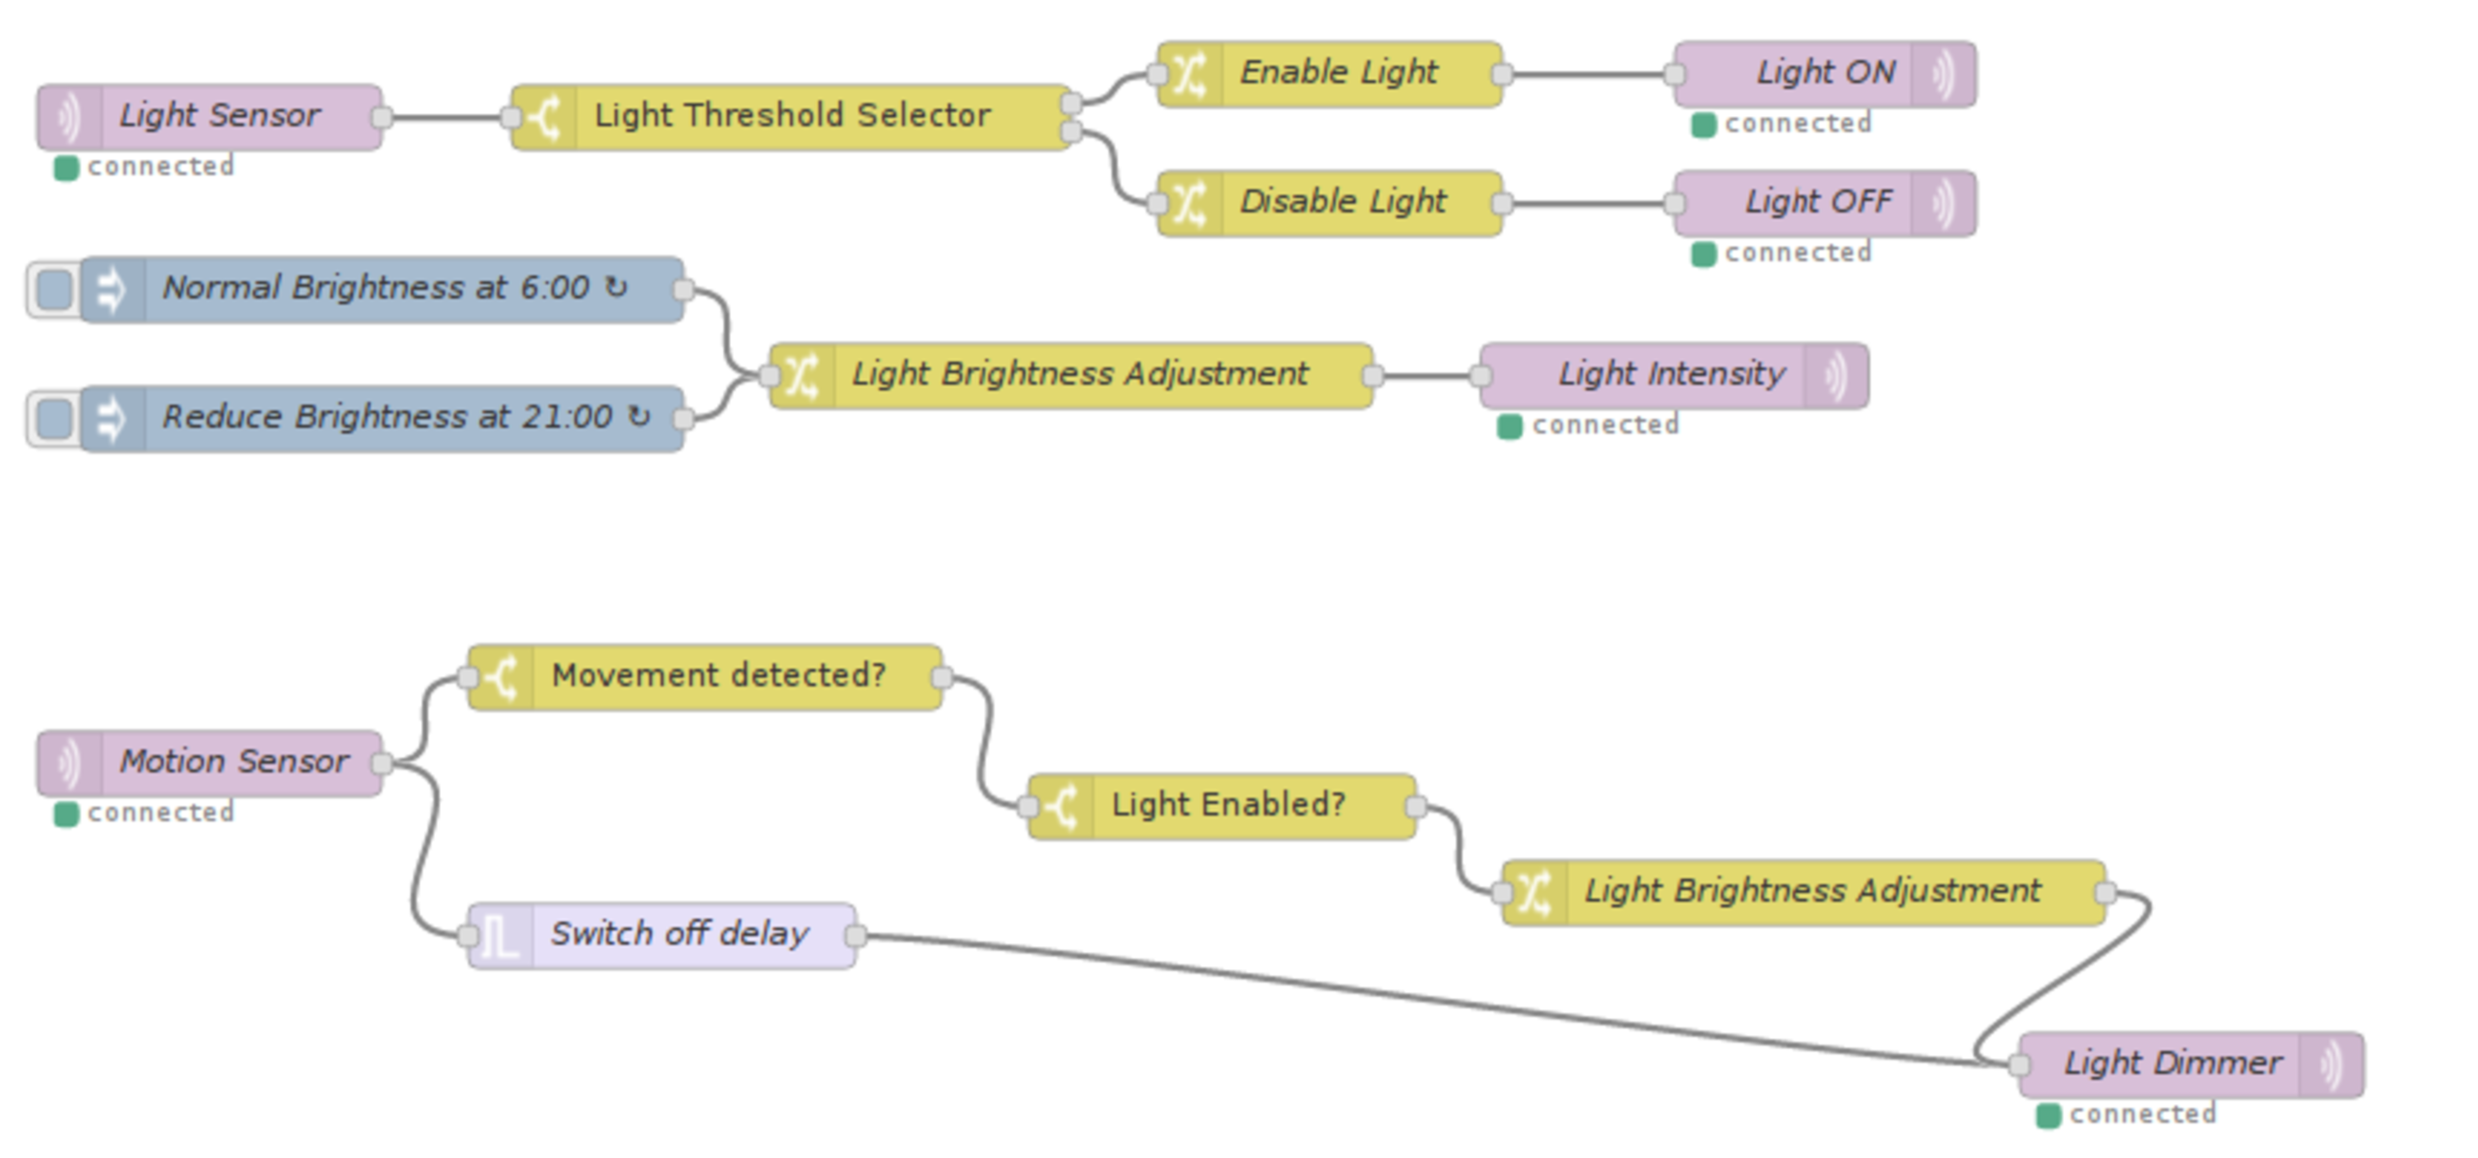 Light Sensor
connected
Light Threshold Selector
Enable Light
Light ON
connected
Disable Light
Light OFF
connected
Normal Brightness at 6:00 ↻
Reduce Brightness at 21:00 ↻
Light Brightness Adjustment
Light Intensity
connected
Movement detected?
Motion Sensor
connected
Light Enabled?
Light Brightness Adjustment
Switch off delay
Light Dimmer
connected